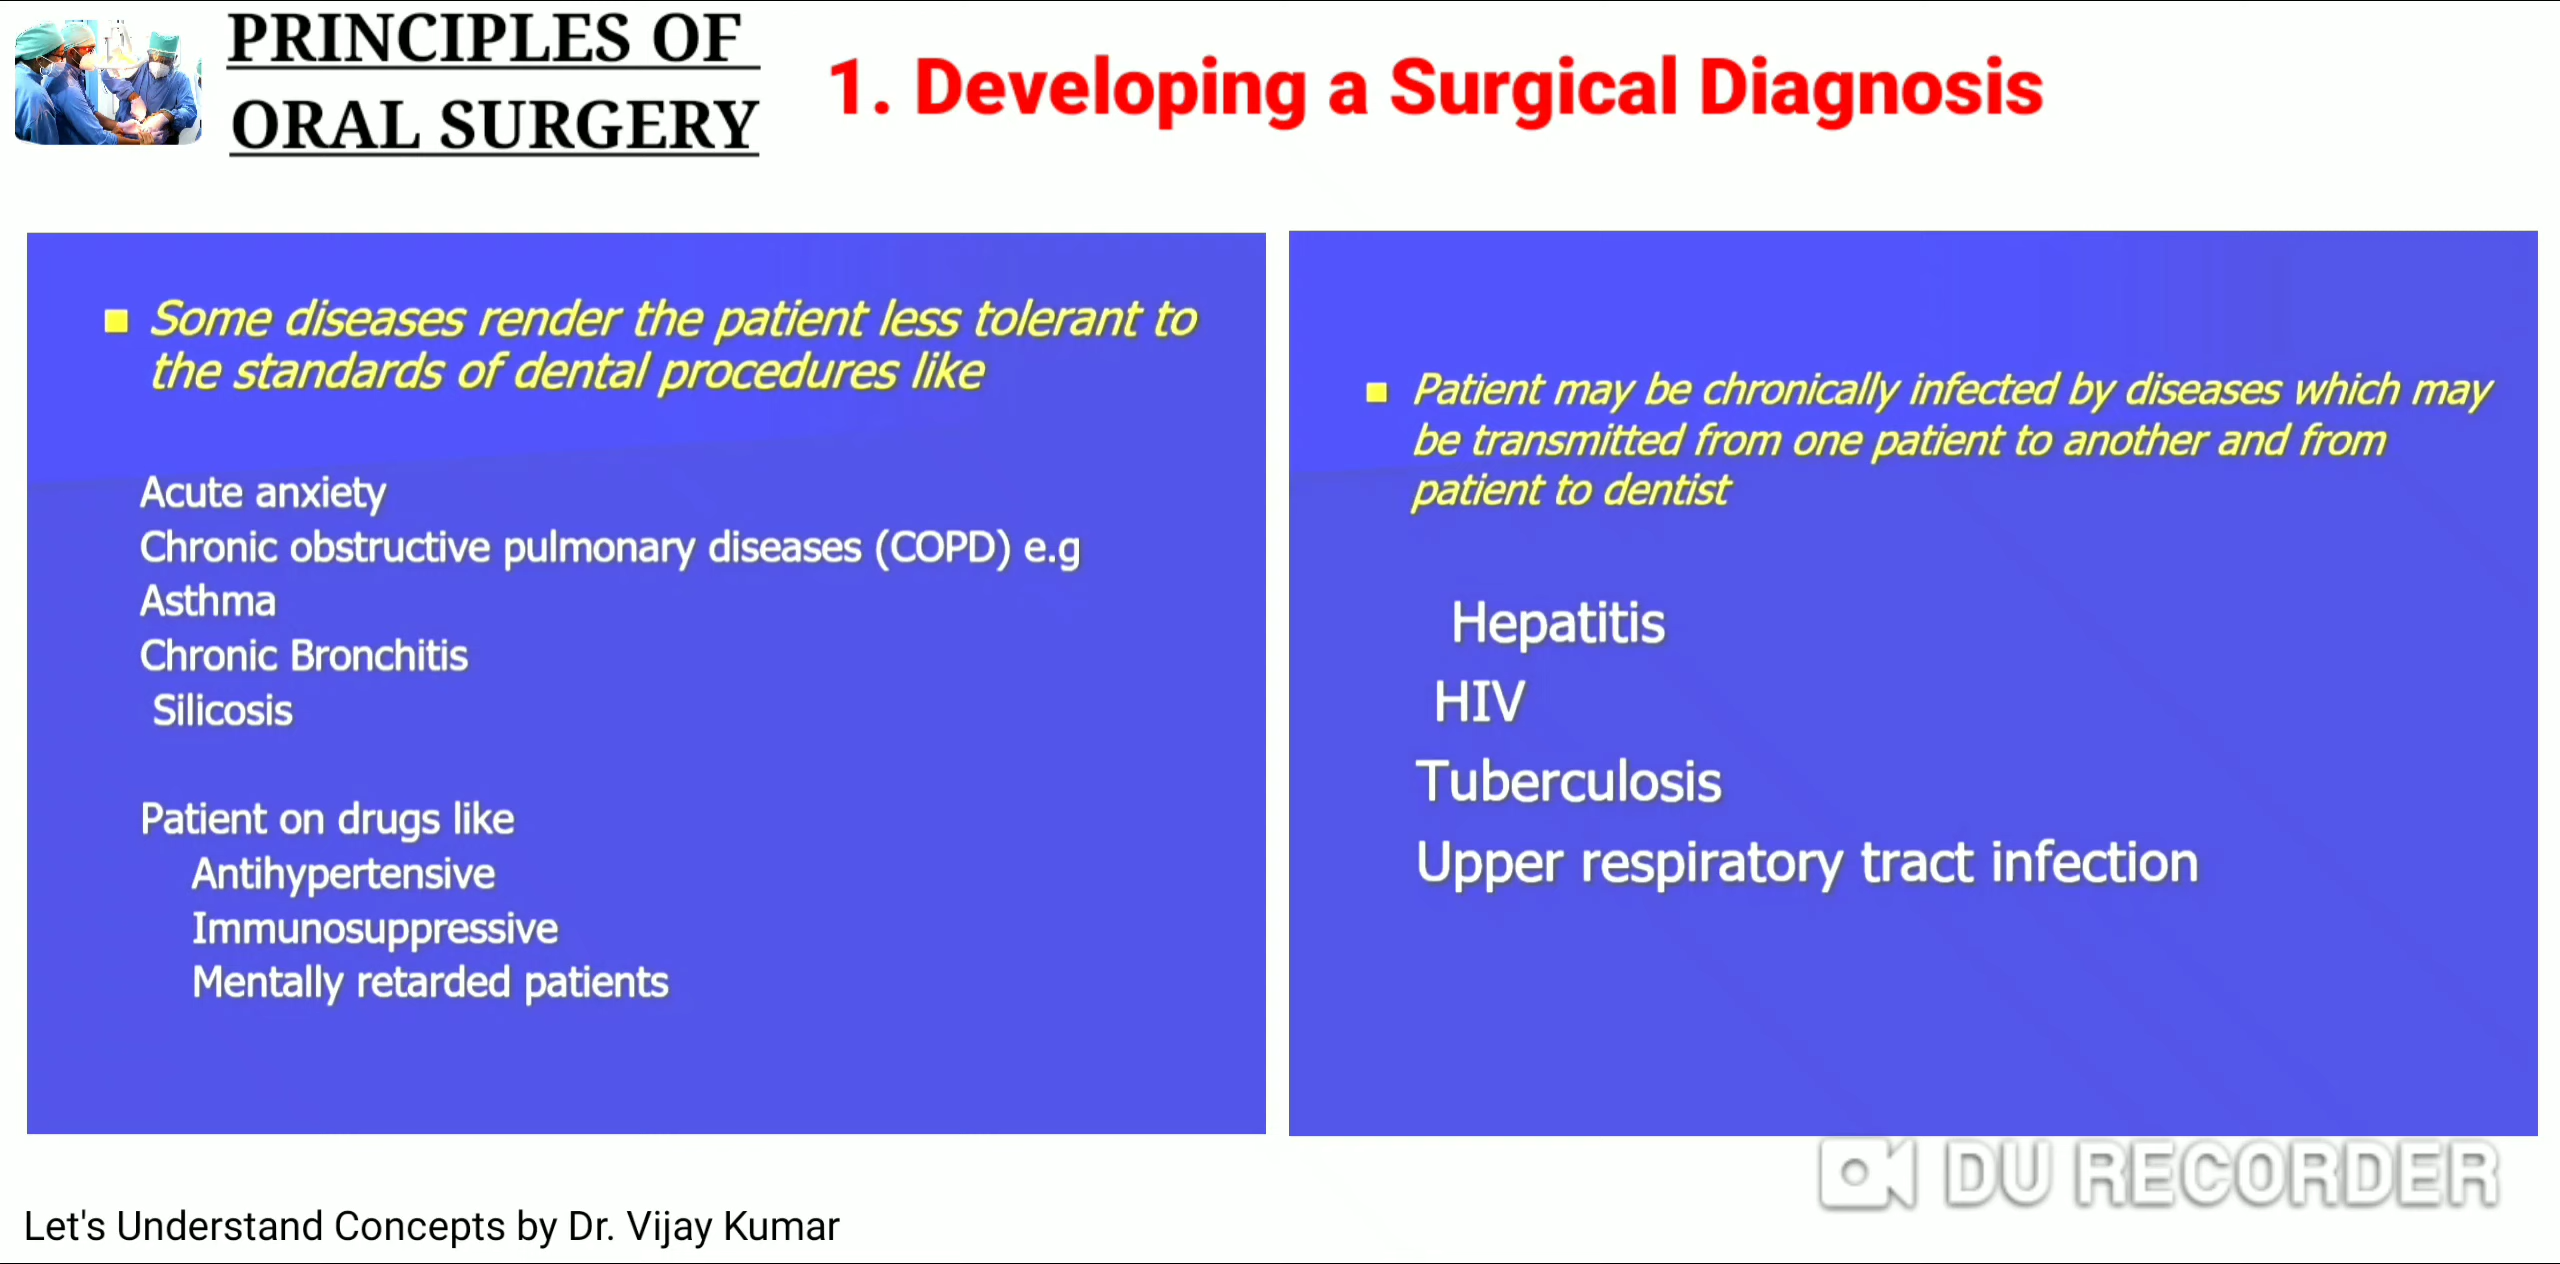 PRINCIPLES OF
ORAL SURGERY
1. Developing a Surgical Diagnosis
Some diseases render the patient less tolerant to
the standards of dental procedures like
Acute anxiety
Chronic obstructive pulmonary diseases (COPD) e.g
Asthma
Chronic Bronchitis
Silicosis
Patient on drugs like
Antihypertensive
Immunosuppressive
Mentally retarded patients
Patient may be chronically infected by diseases which may
be transmitted from one patient to another and from
patient to dentist
Hepatitis
HIV
Tuberculosis
Upper respiratory tract infection
DU RECORDER
Let's Understand Concepts by Dr. Vijay Kumar